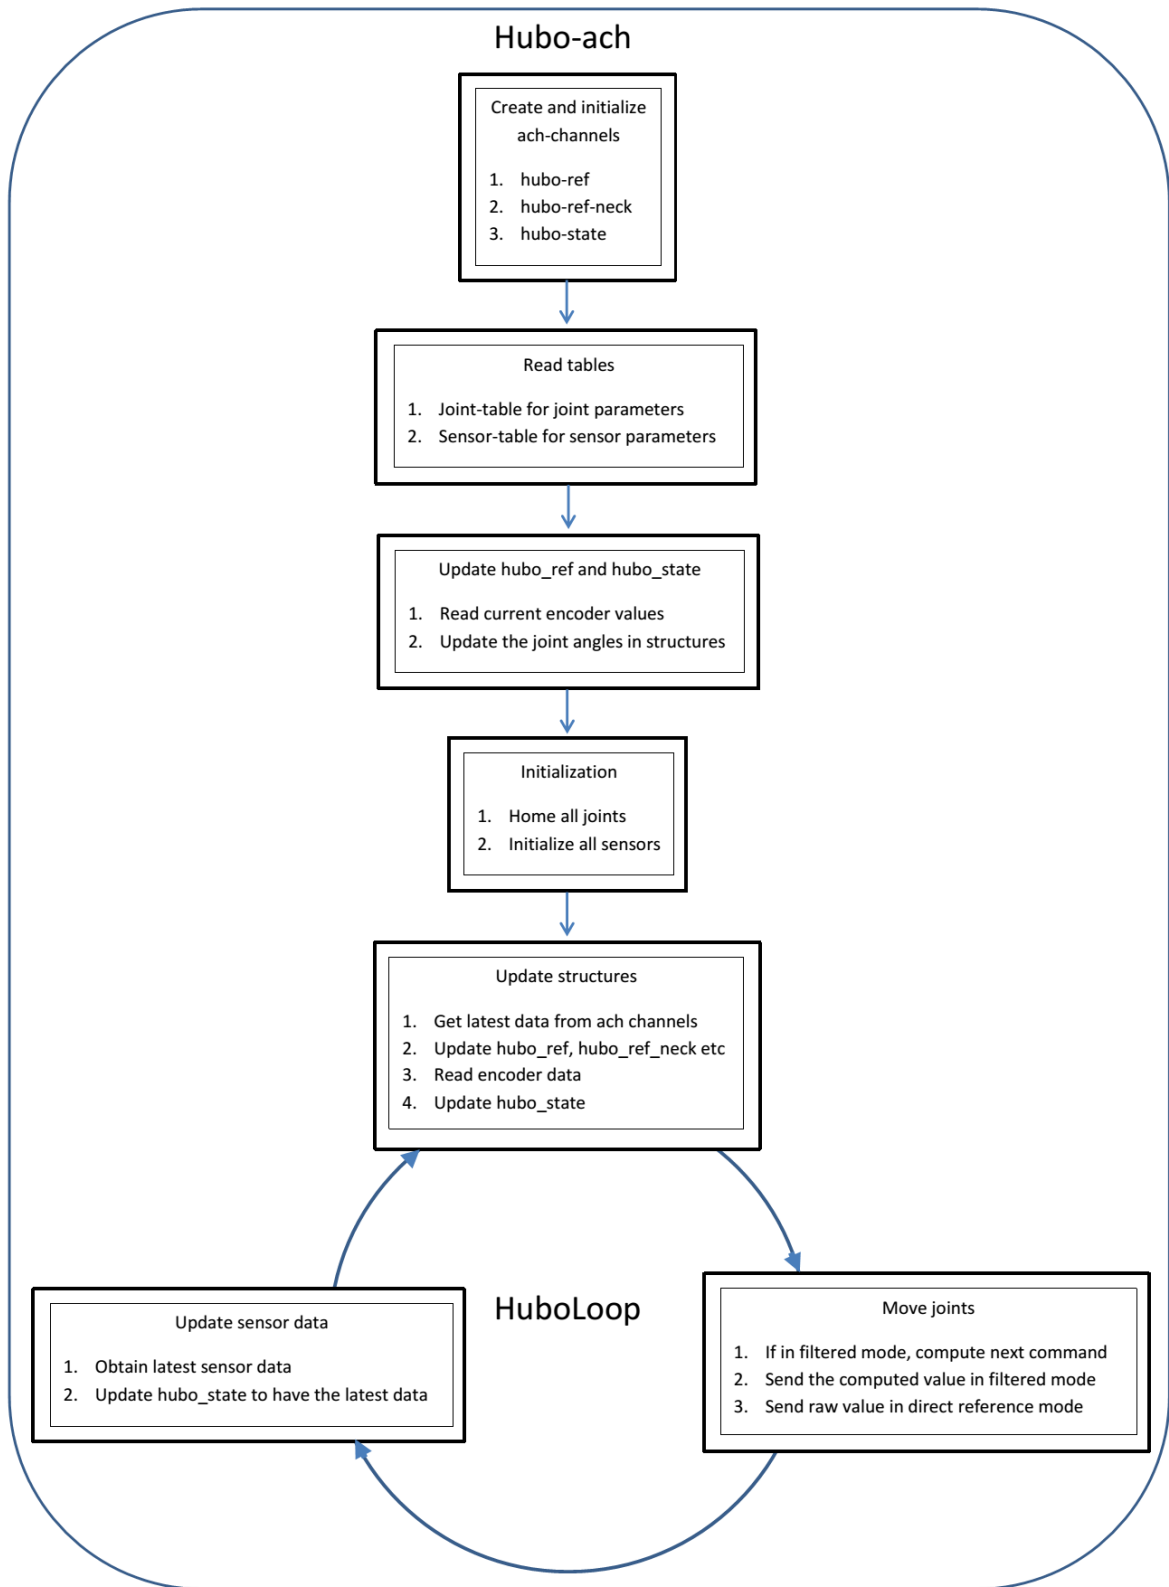 Hubo-ach
Create and initialize
ach-channels
1. hubo-ref
2. hubo-ref-neck
3. hubo-state
Read tables
1. Joint-table for joint parameters
2. Sensor-table for sensor parameters
Update hubo_ref and hubo_state
1. Read current encoder values
2. Update the joint angles in structures
Initialization
1. Home all joints
2. Initialize all sensors
Update structures
1. Get latest data from ach channels
2. Update hubo_ref, hubo_ref_neck etc
3. Read encoder data
4. Update hubo_state
HuboLoop
Move joints
1. If in filtered mode, compute next command
2. Send the computed value in filtered mode
3. Send raw value in direct reference mode
Update sensor data
1. Obtain latest sensor data
2. Update hubo_state to have the latest data